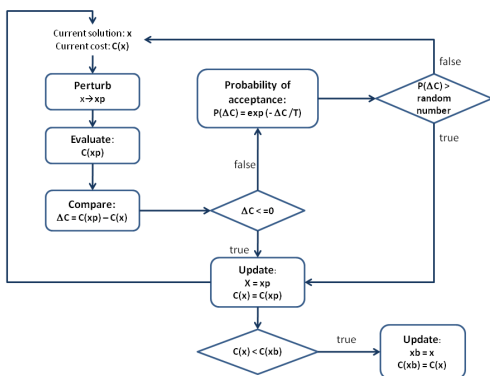 Current solution: x
Current cost: C(x)
Perturb
x→xp
Evaluate:
C(xp)
Compare:
ΔC = C(xp) – C(x)
ΔC <=0
false
true
Probability of
acceptance:
P(ΔC) = exp (- ΔC /T)
P(ΔC) >
random
number
false
true
Update:
X = xp
C(x) = C(xp)
C(x) < C(xb)
true
Update:
xb = x
C(xb) = C(x)